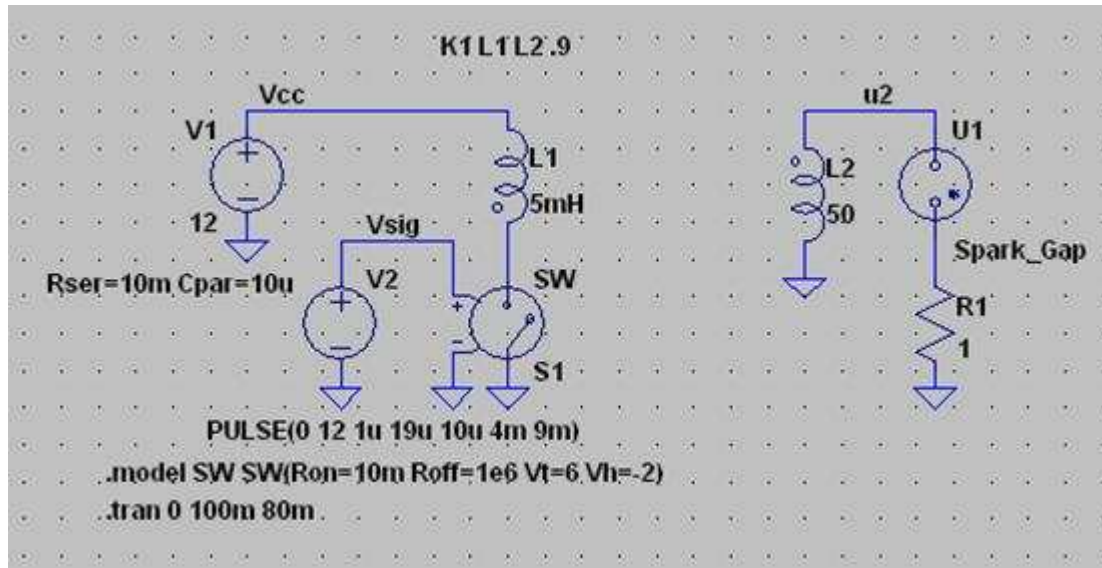 K1 L1 L2 .9
Vcc
u2
V1
U1
+
L1
L2
5mH
50
12
Vsig
Spark_Gap
Rser=10m Cpar=10u
V2
SW
+
+
-
R1
1
S1
PULSE(0 12 1u 19u 10u 4m 9m)
.model SW SW(Ron=10m Roff=1e6 Vt=6 Vh=-2)
.tran 0 100m 80m